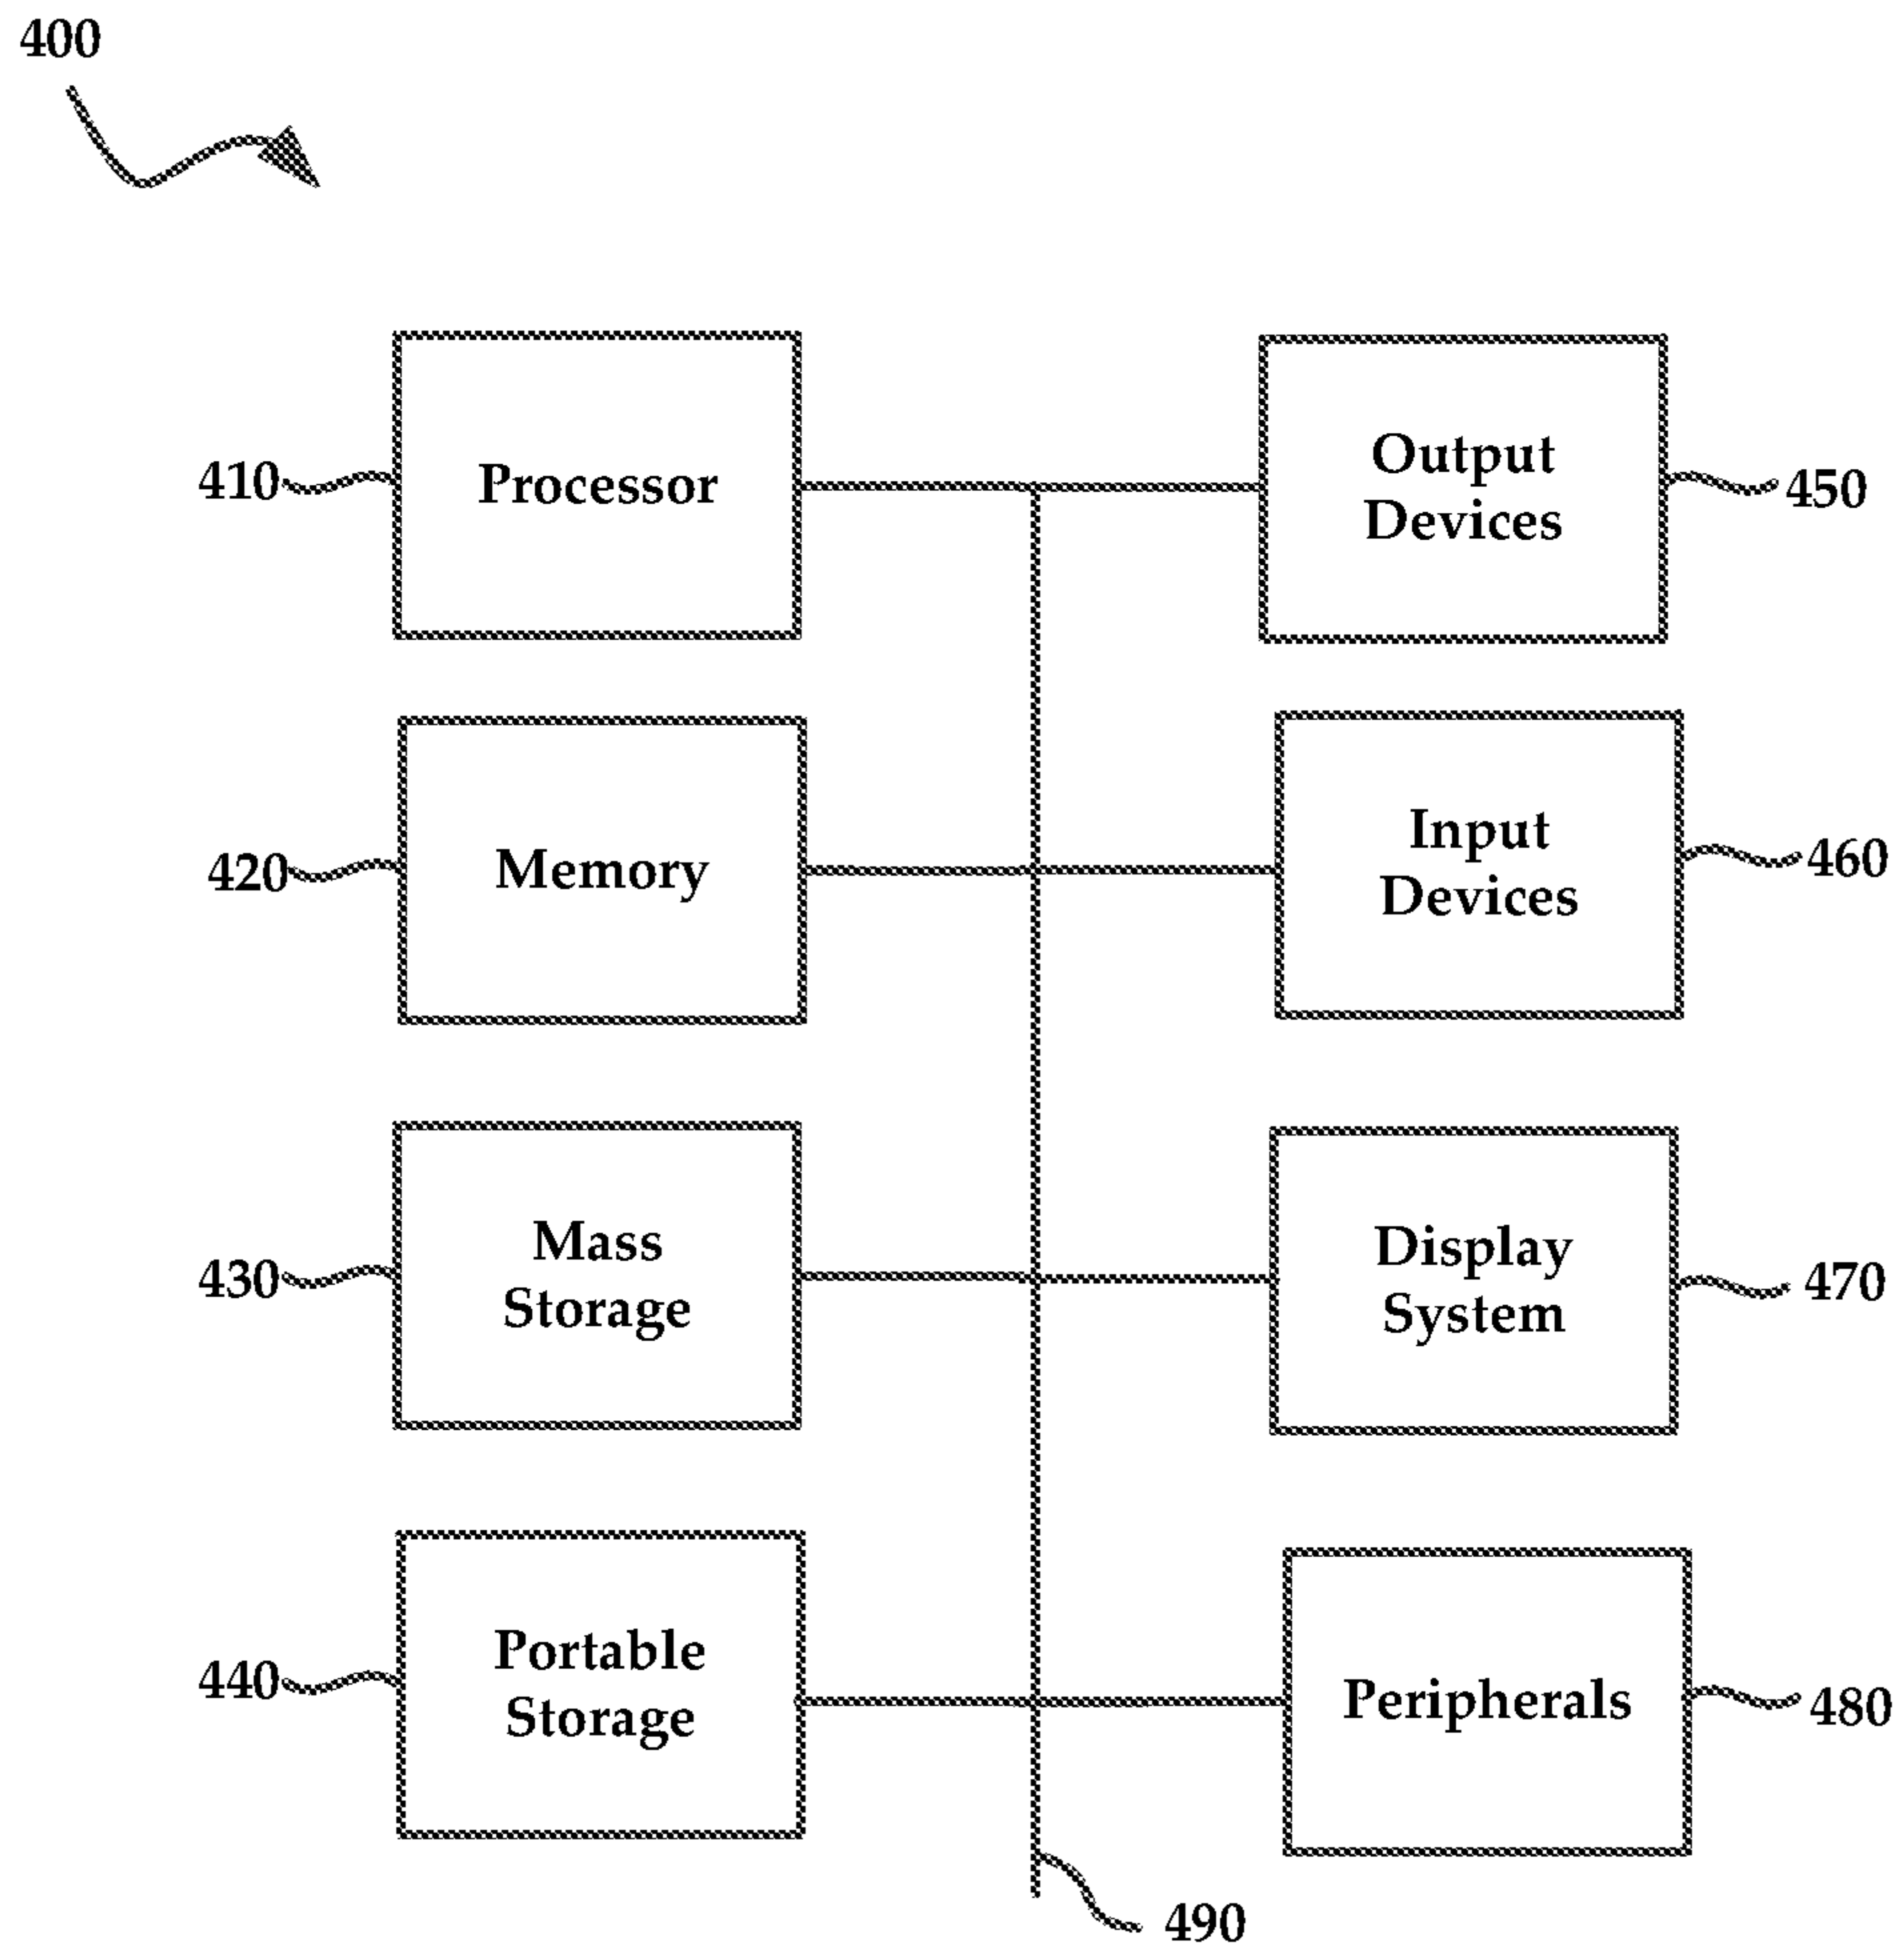 400
410
Processor
Output
Devices
450
420
Memory
Input
Devices
460
430
Mass
Storage
Display
System
470
440
Portable
Storage
Peripherals
480
490